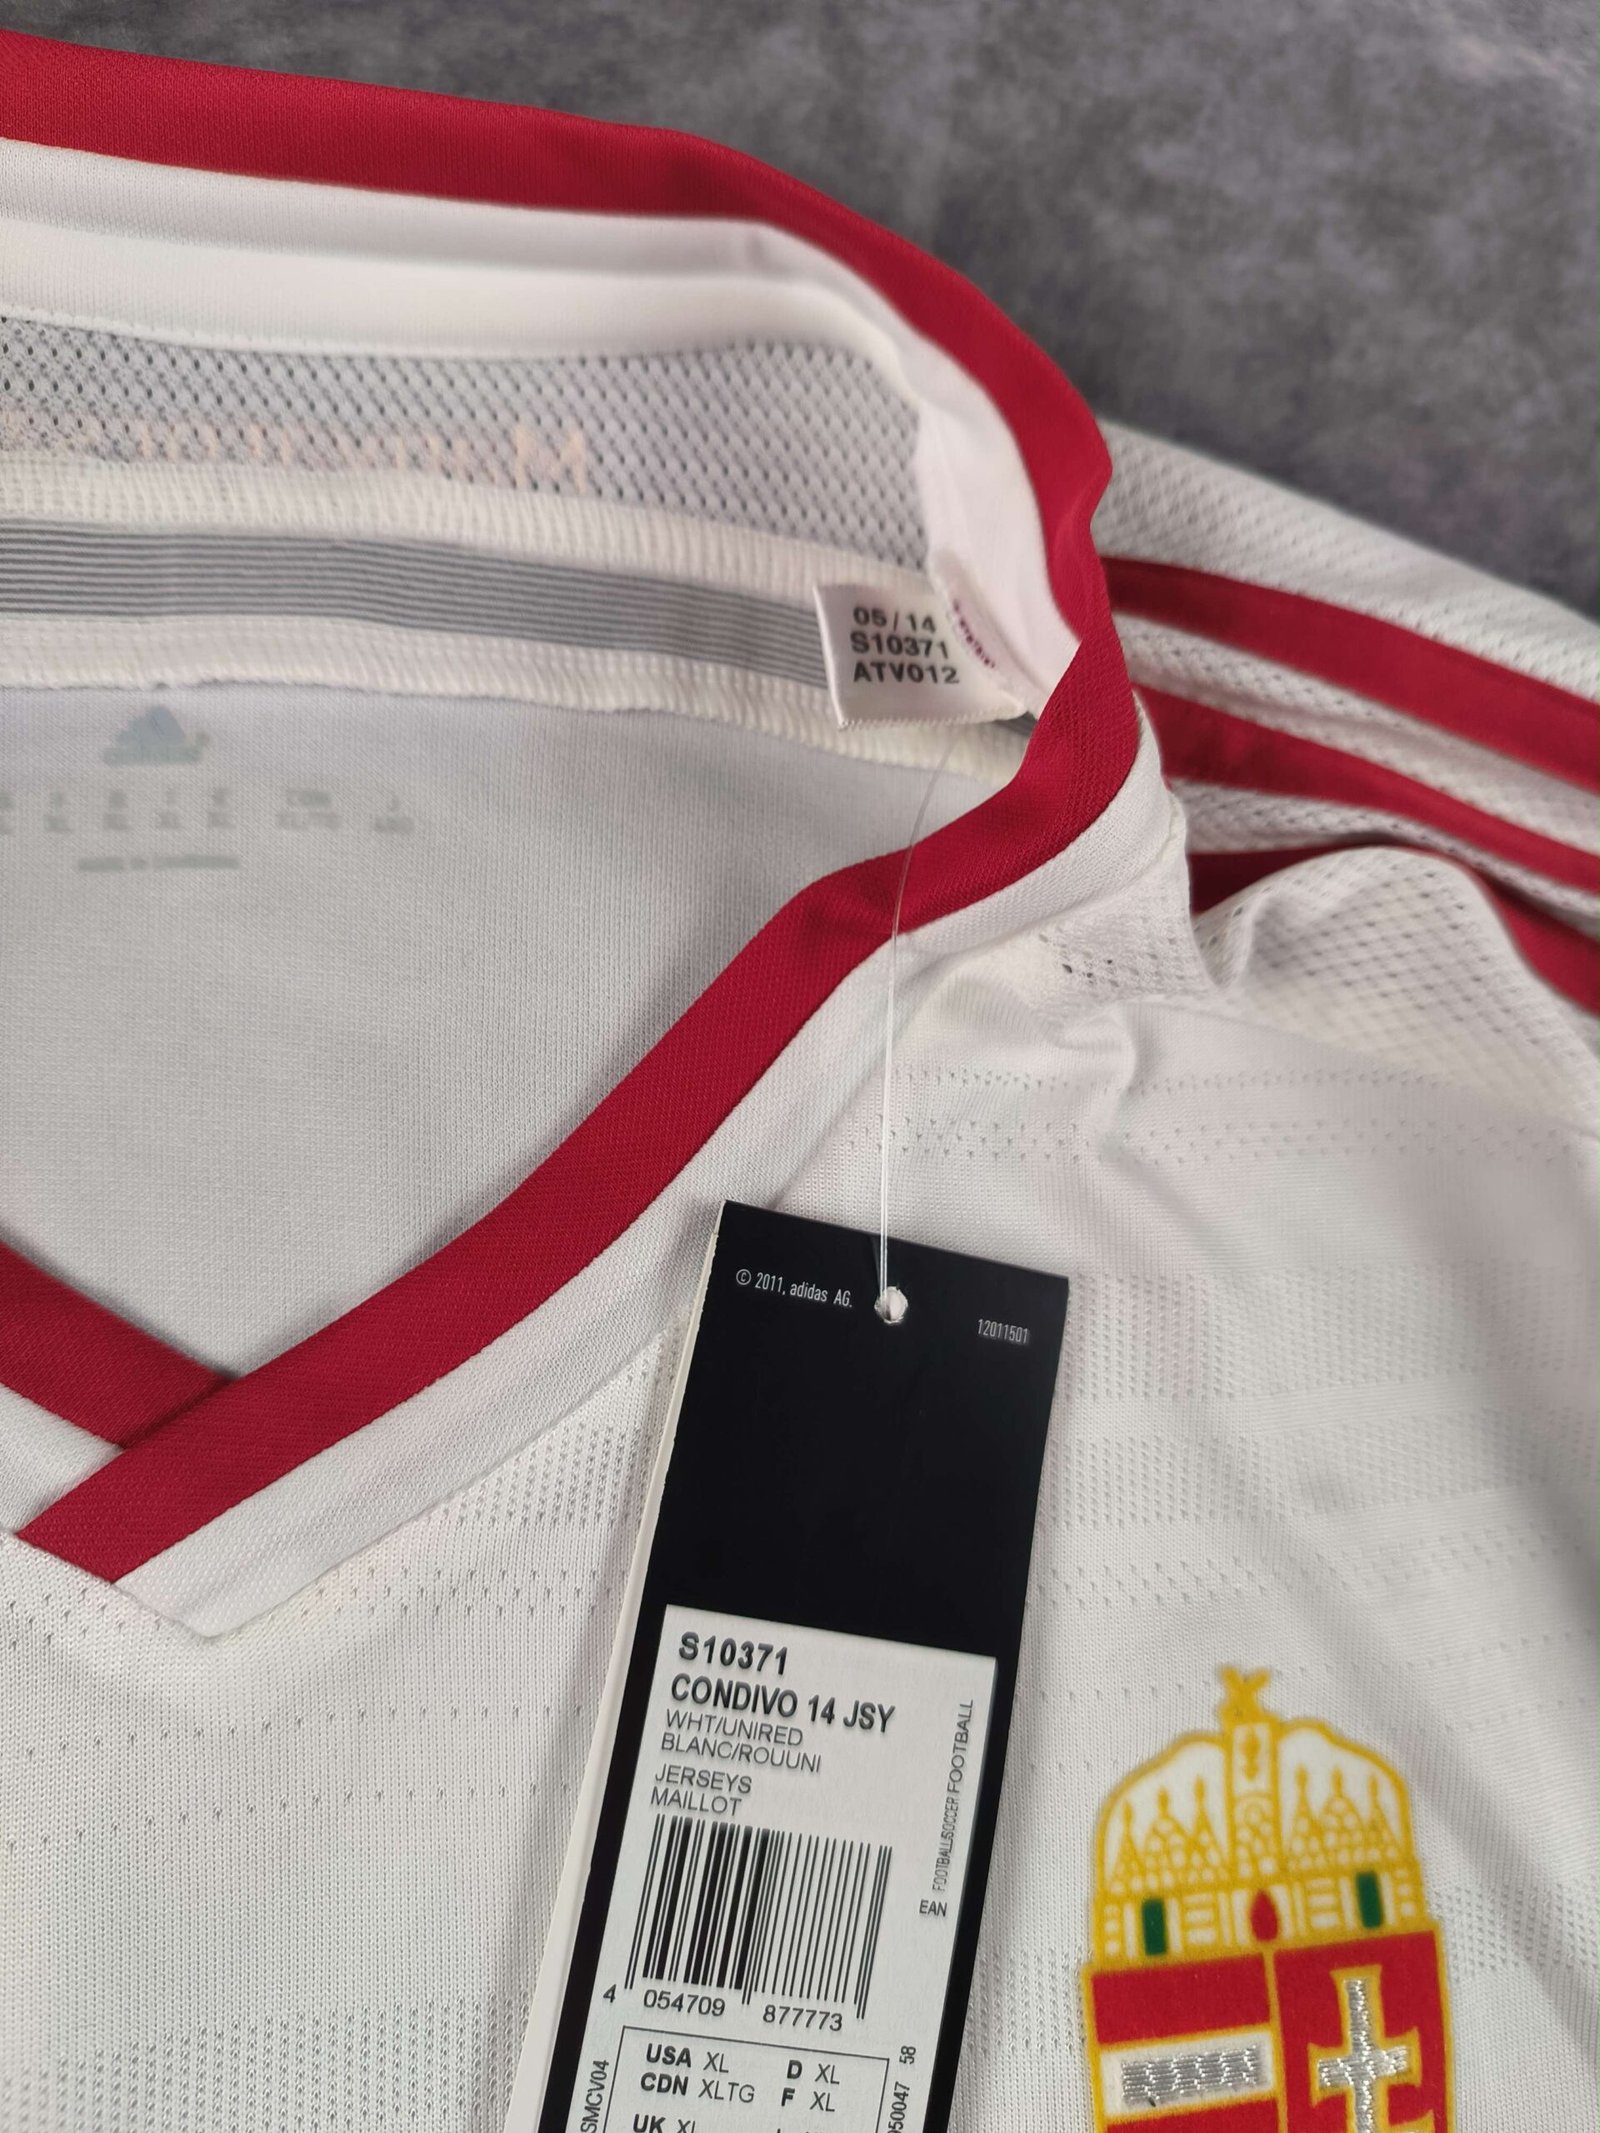 05/14
S10371
ATV012
© 2011, adidas AG.
12011501
S10371
CONDIVO 14 JSY
WHT/UNIRED
BLANC/ROUUNI
JERSEYS
MAILLOT
FOOTBALL/SOCCER FOOTBALL
EAN
4 054709 877773
USA XL D XL
CDN XLTG F XL
UK XL
SMCV04
58